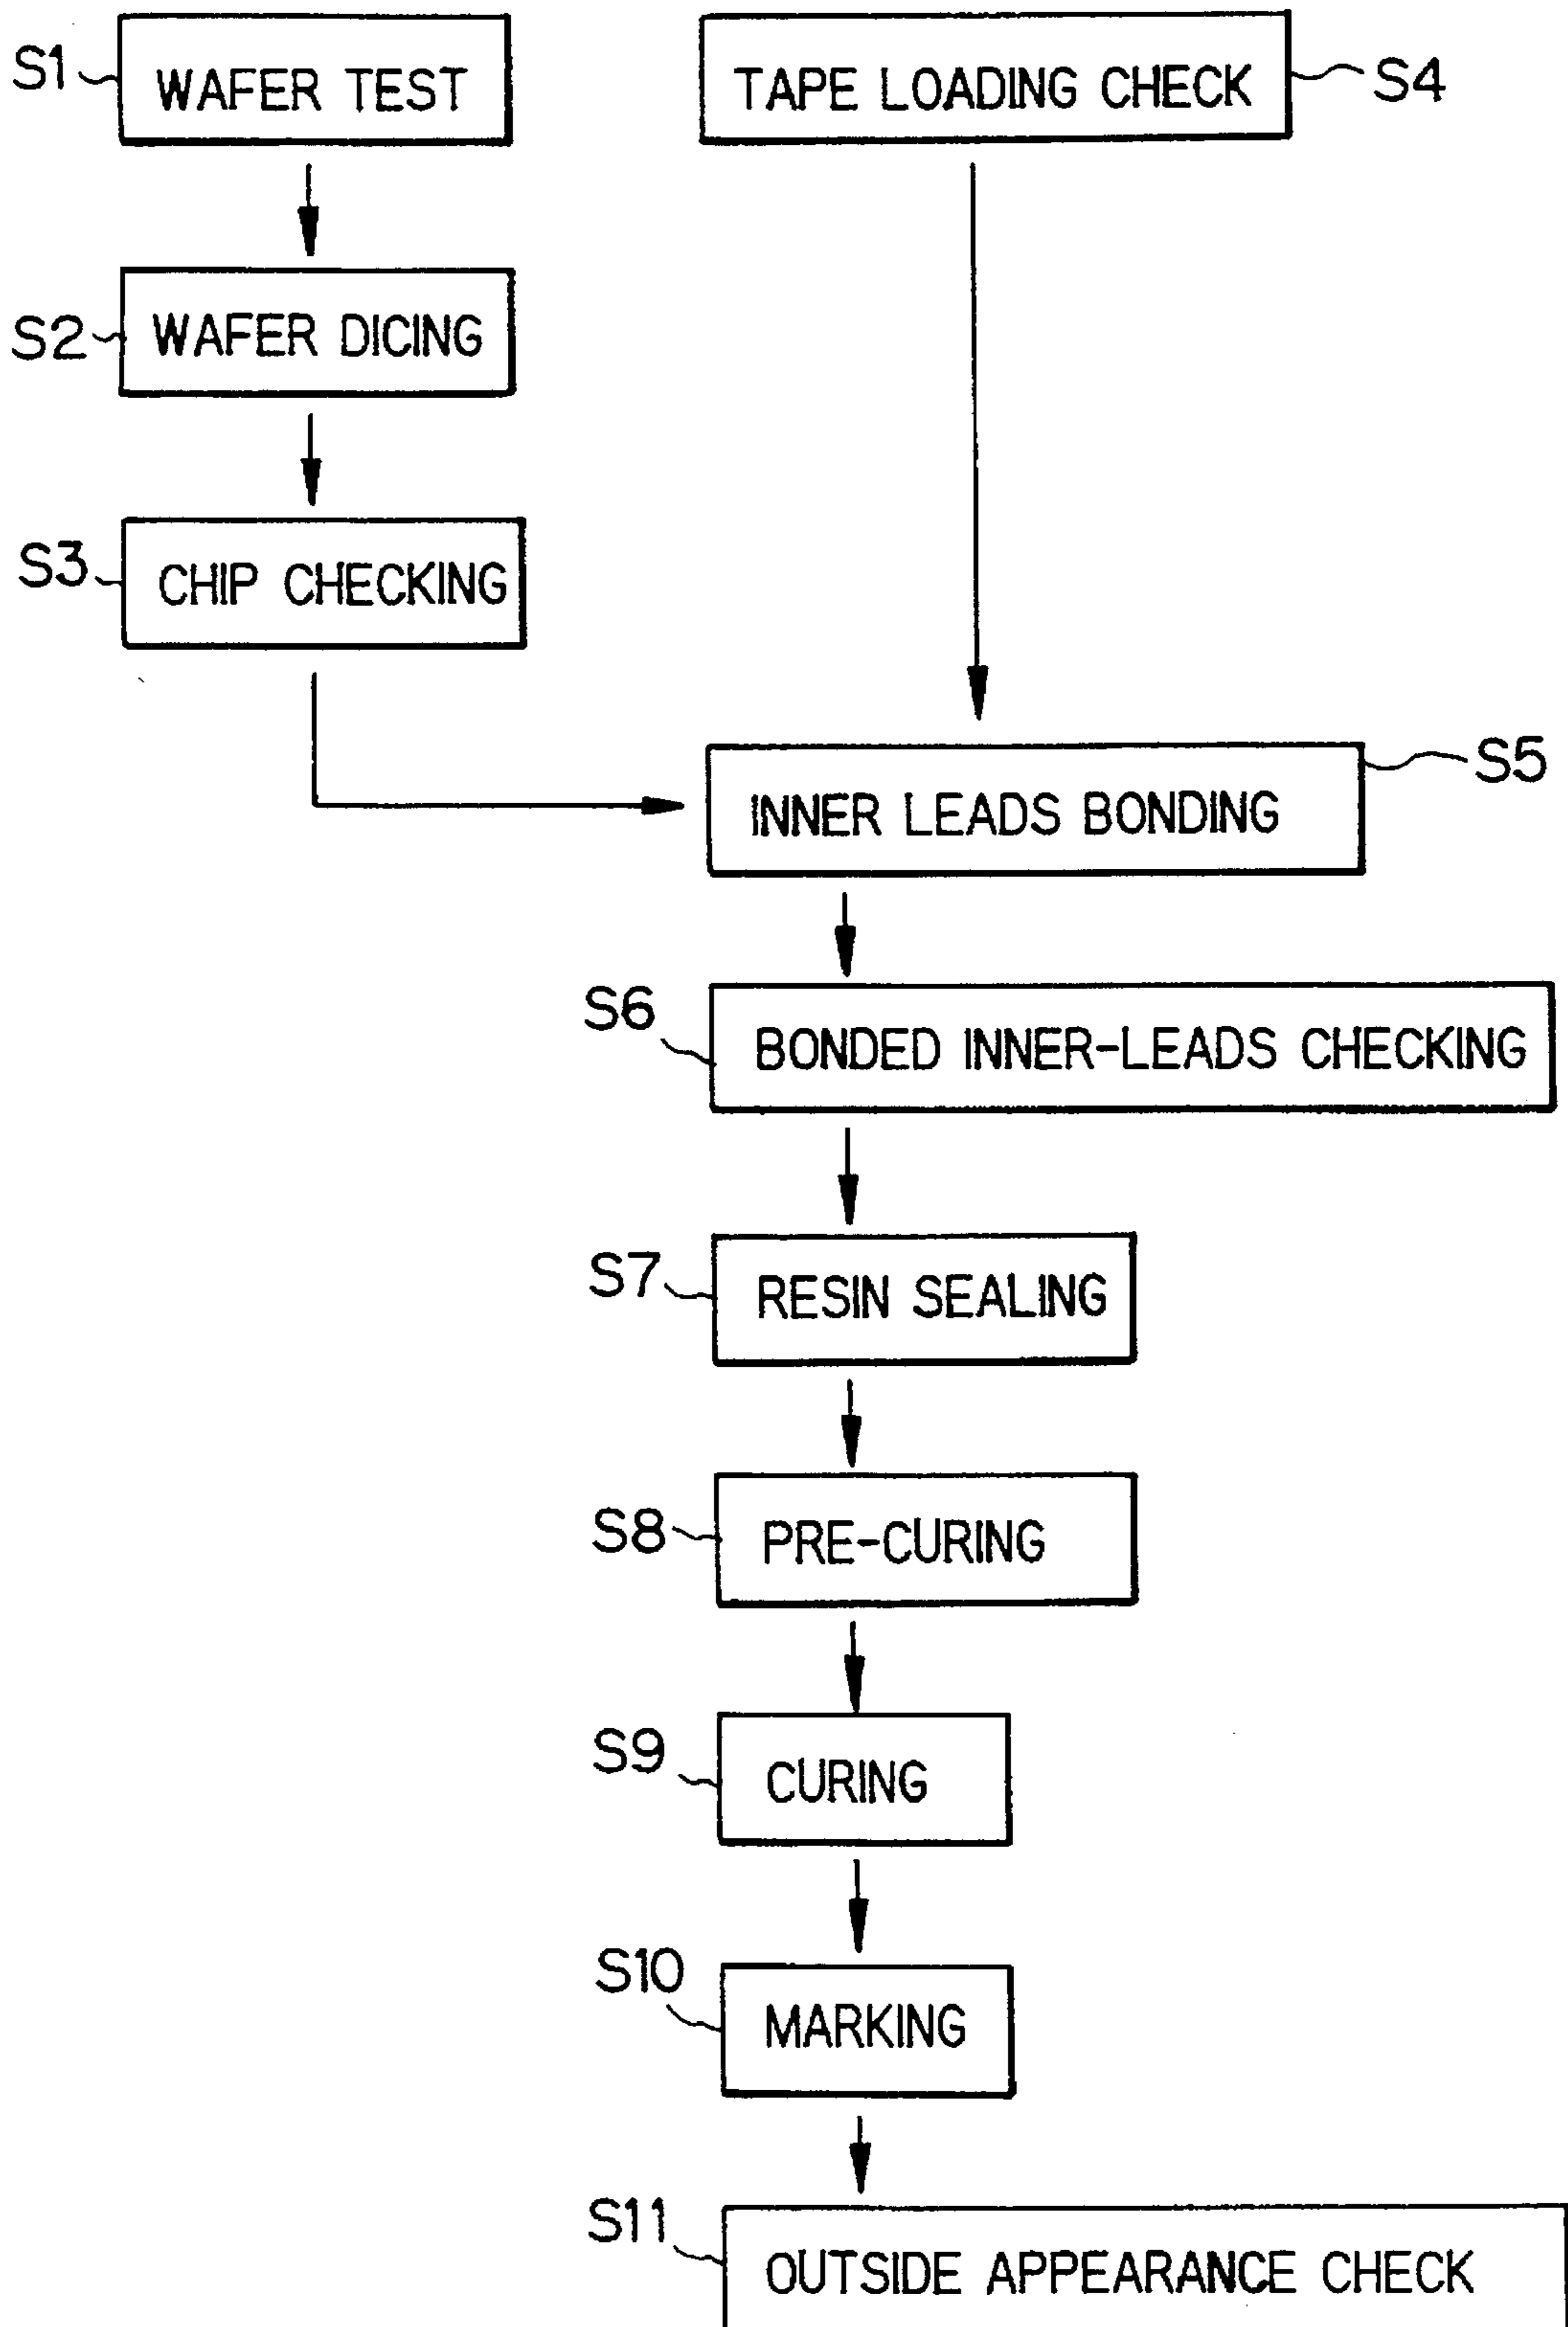 S1
WAFER TEST
TAPE LOADING CHECK
S4
S2
WAFER DICING
S3
CHIP CHECKING
S5
INNER LEADS BONDING
S6
BONDED INNER-LEADS CHECKING
S7
RESIN SEALING
S8
PRE-CURING
S9
CURING
S10
MARKING
S11
OUTSIDE APPEARANCE CHECK